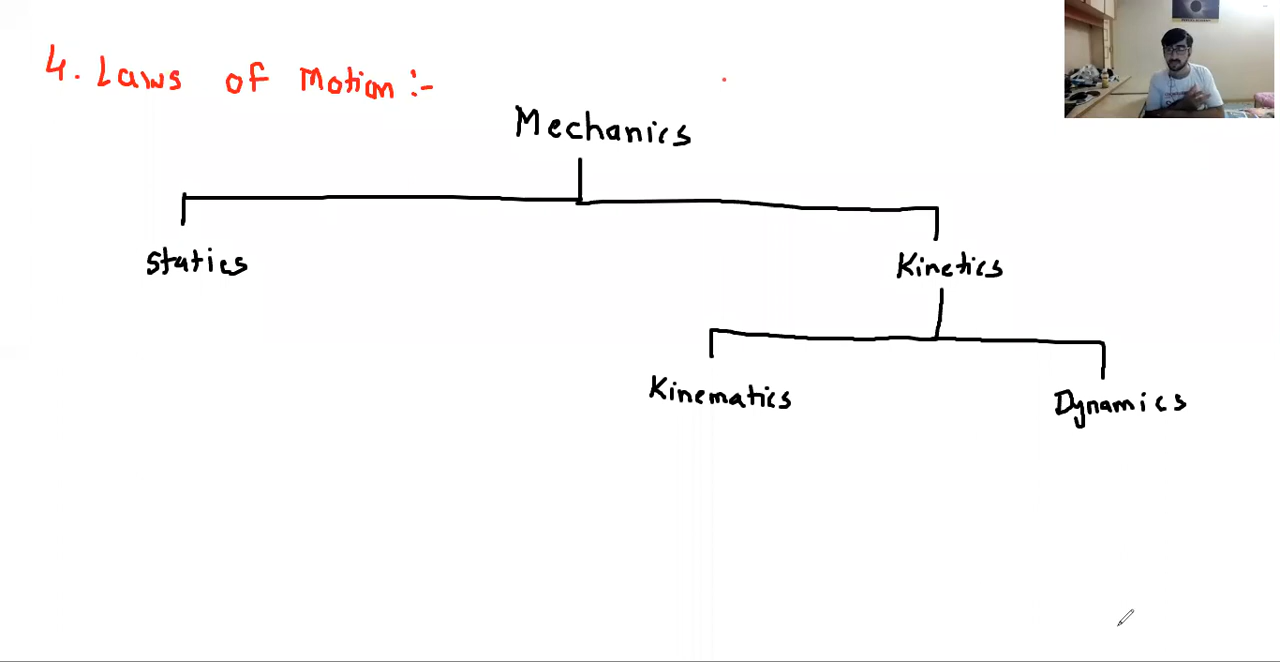 4. Laws of Motion :-
Mechanics
Statics
Kinetics
Kinematics
Dynamics